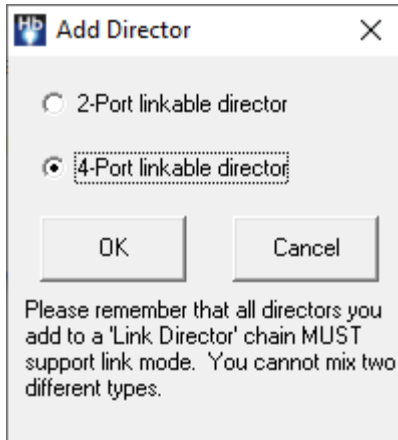 Hb Add Director
2-Port linkable director
4-Port linkable director
OK Cancel
Please remember that all directors you
add to a 'Link Director' chain MUST
support link mode.  You cannot mix two
different types.